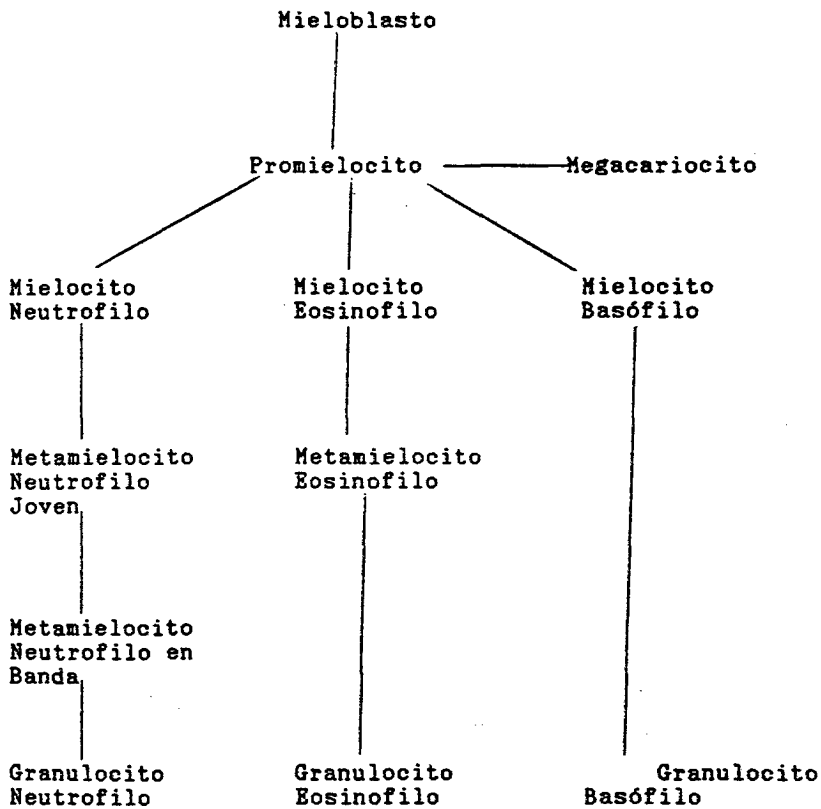 Mieloblasto
Promielocito Megacariocito
Mielocito
Neutrofilo
Mielocito
Eosinofilo
Mielocito
Basófilo
Metamielocito
Neutrofilo
Joven
Metamielocito
Eosinofilo
Metamielocito
Neutrofilo en
Banda
Granulocito
Neutrofilo
Granulocito
Eosinofilo
Granulocito
Basófilo